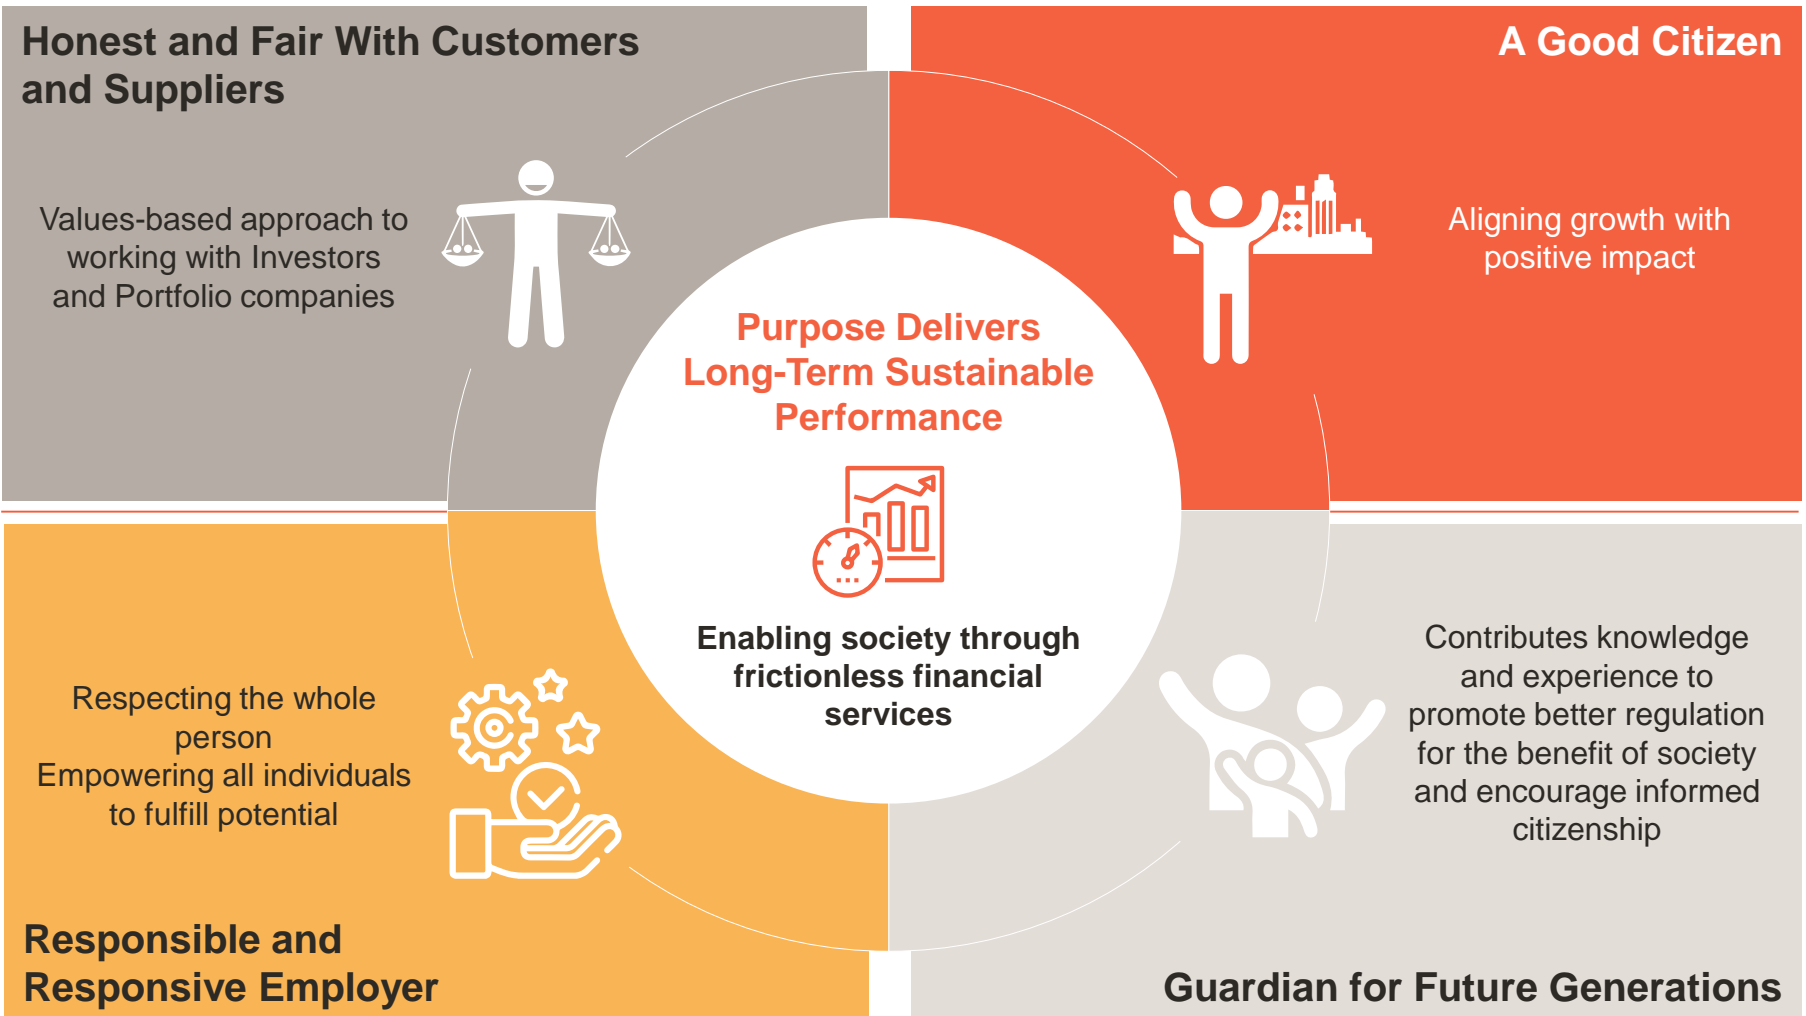 Honest and Fair With Customers
and Suppliers
Values-based approach to
working with Investors
and Portfolio companies
A Good Citizen
Aligning growth with
positive impact
Purpose Delivers
Long-Term Sustainable
Performance
Enabling society through
frictionless financial
services
Respecting the whole
person
Empowering all individuals
to fulfill potential
Responsible and
Responsive Employer
Contributes knowledge
and experience to
promote better regulation
for the benefit of society
and encourage informed
citizenship
Guardian for Future Generations